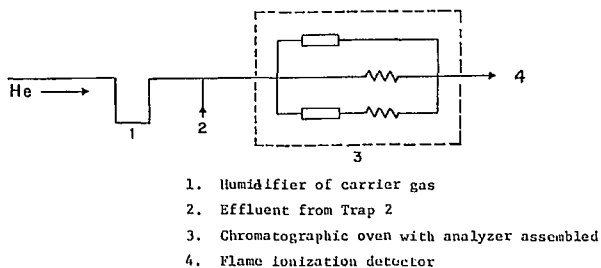 He
1
2
3
4
1. Humidifier of carrier gas
2. Effluent from Trap 2
3. Chromatographic oven with analyzer assembled
4. Flame ionization detector